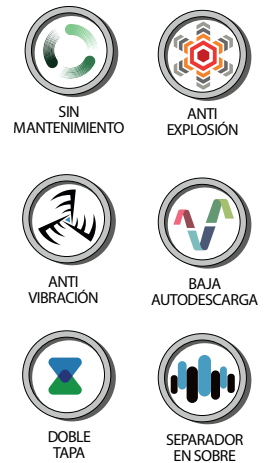 SIN
MANTENIMIENTO
ANTI
EXPLOSIÓN
ANTI
VIBRACIÓN
BAJA
AUTODESCARGA
DOBLE
TAPA
SEPARADOR
EN SOBRE